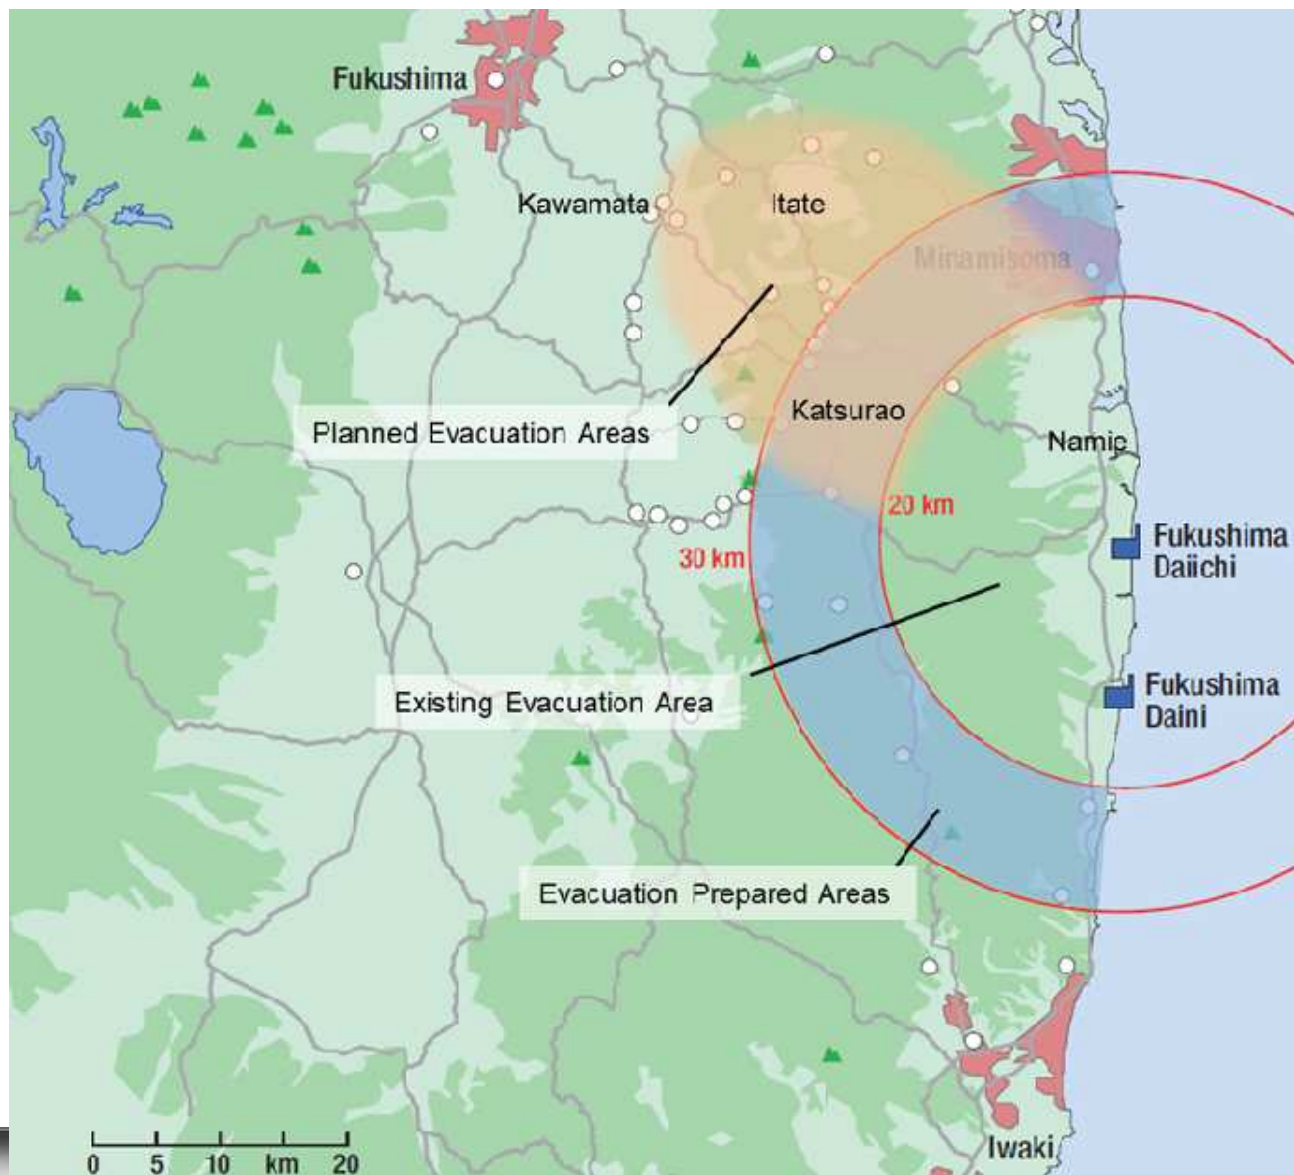 Fukushima
Kawamata
Itate
Minamisoma
Planned Evacuation Areas
Katsurao
Namie
20 km
Fukushima
Daiichi
30 km
Existing Evacuation Area
Fukushima
Daini
Evacuation Prepared Areas
Iwaki
0 5 10 km 20